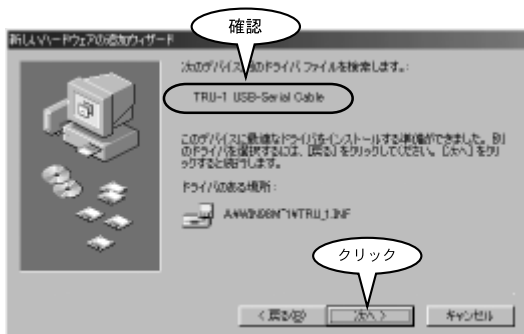 確認
新しいハードウェアの追加ウィザード
次のデバイス用のドライバ ファイルを検索します。:
TRU-1 USB-Serial Cable
このデバイスに最適なドライバをインストールする準備ができました。別
のドライバを選択するには、[戻る] をクリックしてください。[次へ] をクリ
ックすると続行します。
ドライバのある場所:
A:¥WIN98M~1¥TRU_1.INF
クリック
< 戻る(B)
次へ >
キャンセル